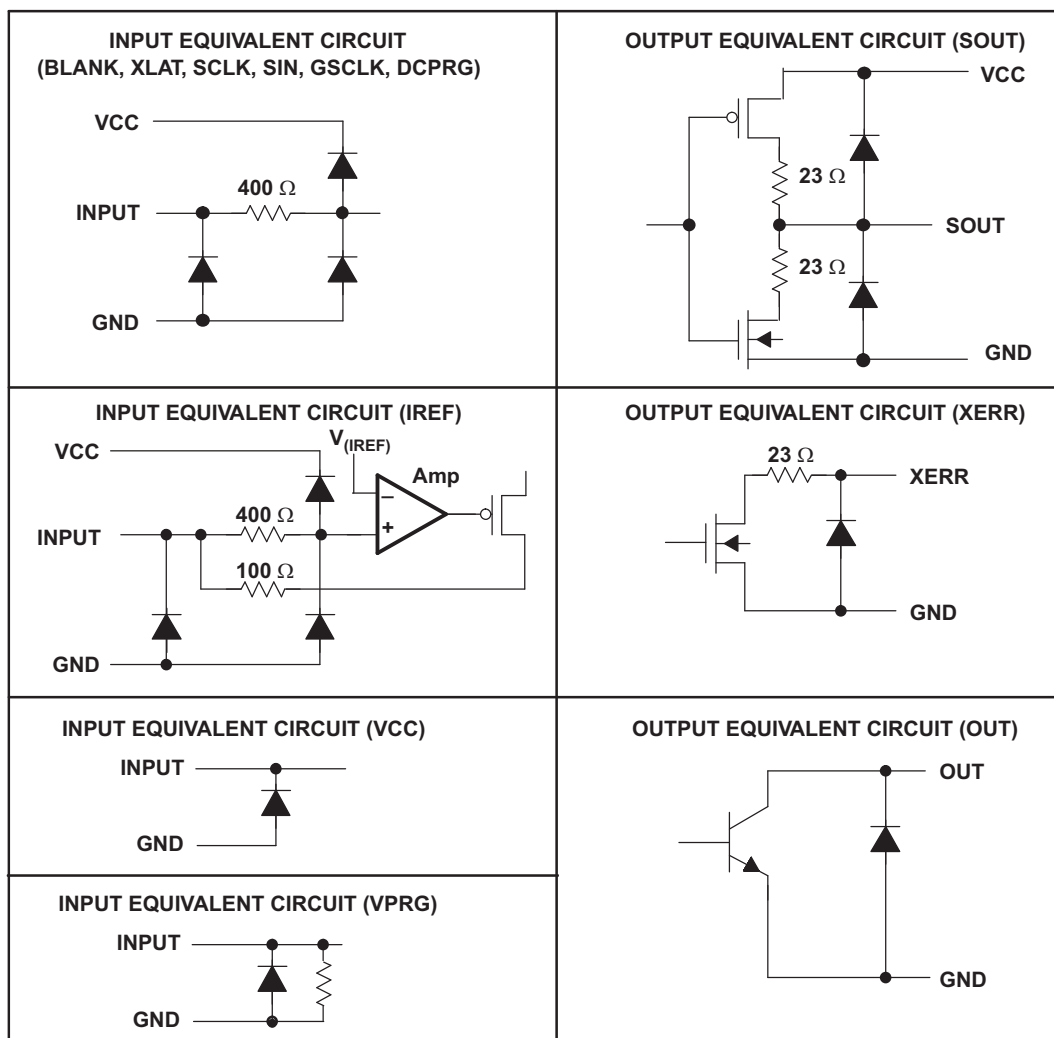 INPUT EQUIVALENT CIRCUIT
(BLANK, XLAT, SCLK, SIN, GSCLK, DCPRG)
VCC
400 Ω
INPUT
GND
OUTPUT EQUIVALENT CIRCUIT (SOUT)
VCC
23 Ω
SOUT
23 Ω
GND
INPUT EQUIVALENT CIRCUIT (IREF)
V(IREF)
VCC
Amp
400 Ω
INPUT
100 Ω
GND
OUTPUT EQUIVALENT CIRCUIT (XERR)
23 Ω
XERR
GND
INPUT EQUIVALENT CIRCUIT (VCC)
INPUT
GND
OUTPUT EQUIVALENT CIRCUIT (OUT)
OUT
GND
INPUT EQUIVALENT CIRCUIT (VPRG)
INPUT
GND